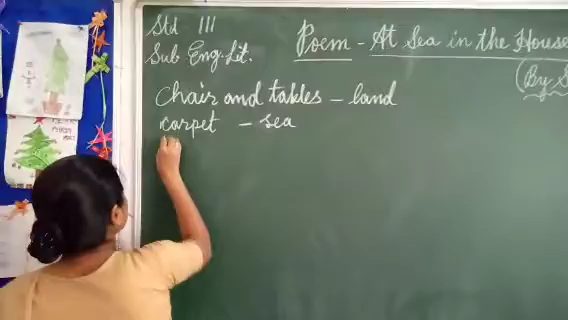 Std III
Sub Eng. Lit.
Poem - At Sea in the House
(By S
Chair and tables - land
carpet - sea